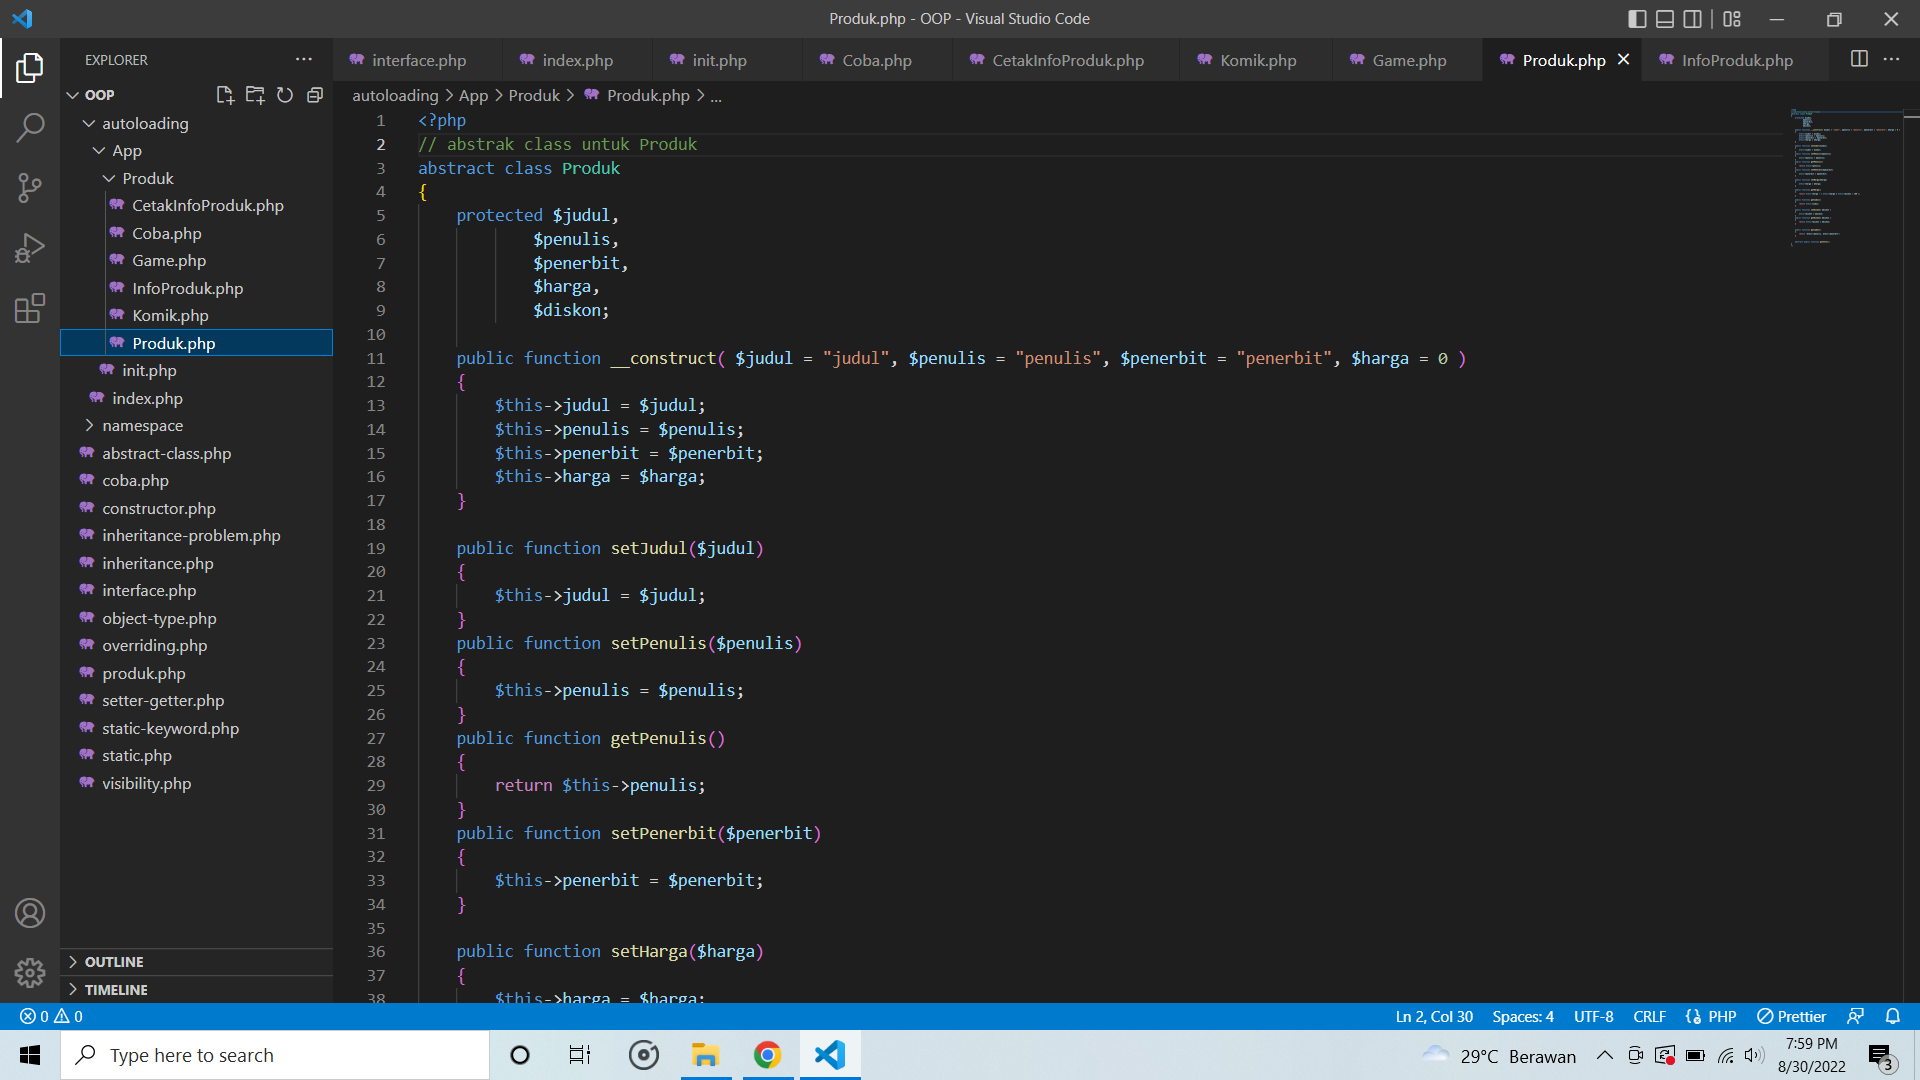 Produk.php - OOP - Visual Studio Code
EXPLORER
OOP
autoloading
App
Produk
CetakInfoProduk.php
Coba.php
Game.php
InfoProduk.php
Komik.php
Produk.php
init.php
index.php
namespace
abstract-class.php
coba.php
constructor.php
inheritance-problem.php
inheritance.php
interface.php
object-type.php
overriding.php
produk.php
setter-getter.php
static-keyword.php
static.php
visibility.php
OUTLINE
TIMELINE
interface.php index.php init.php Coba.php CetakInfoProduk.php Komik.php Game.php Produk.php InfoProduk.php
autoloading > App > Produk > Produk.php > ...
1 <?php
2 // abstrak class untuk Produk
3 abstract class Produk
4 {
5 protected $judul,
6 $penulis,
7 $penerbit,
8 $harga,
9 $diskon;
10
11 public function __construct( $judul = "judul", $penulis = "penulis", $penerbit = "penerbit", $harga = 0 )
12 {
13 $this->judul = $judul;
14 $this->penulis = $penulis;
15 $this->penerbit = $penerbit;
16 $this->harga = $harga;
17 }
18
19 public function setJudul($judul)
20 {
21 $this->judul = $judul;
22 }
23 public function setPenulis($penulis)
24 {
25 $this->penulis = $penulis;
26 }
27 public function getPenulis()
28 {
29 return $this->penulis;
30 }
31 public function setPenerbit($penerbit)
32 {
33 $this->penerbit = $penerbit;
34 }
35
36 public function setHarga($harga)
37 {
38 $this->harga = $harga;
0 0
Ln 2, Col 30 Spaces: 4 UTF-8 CRLF PHP Prettier
Type here to search
29°C Berawan
7:59 PM
8/30/2022
3